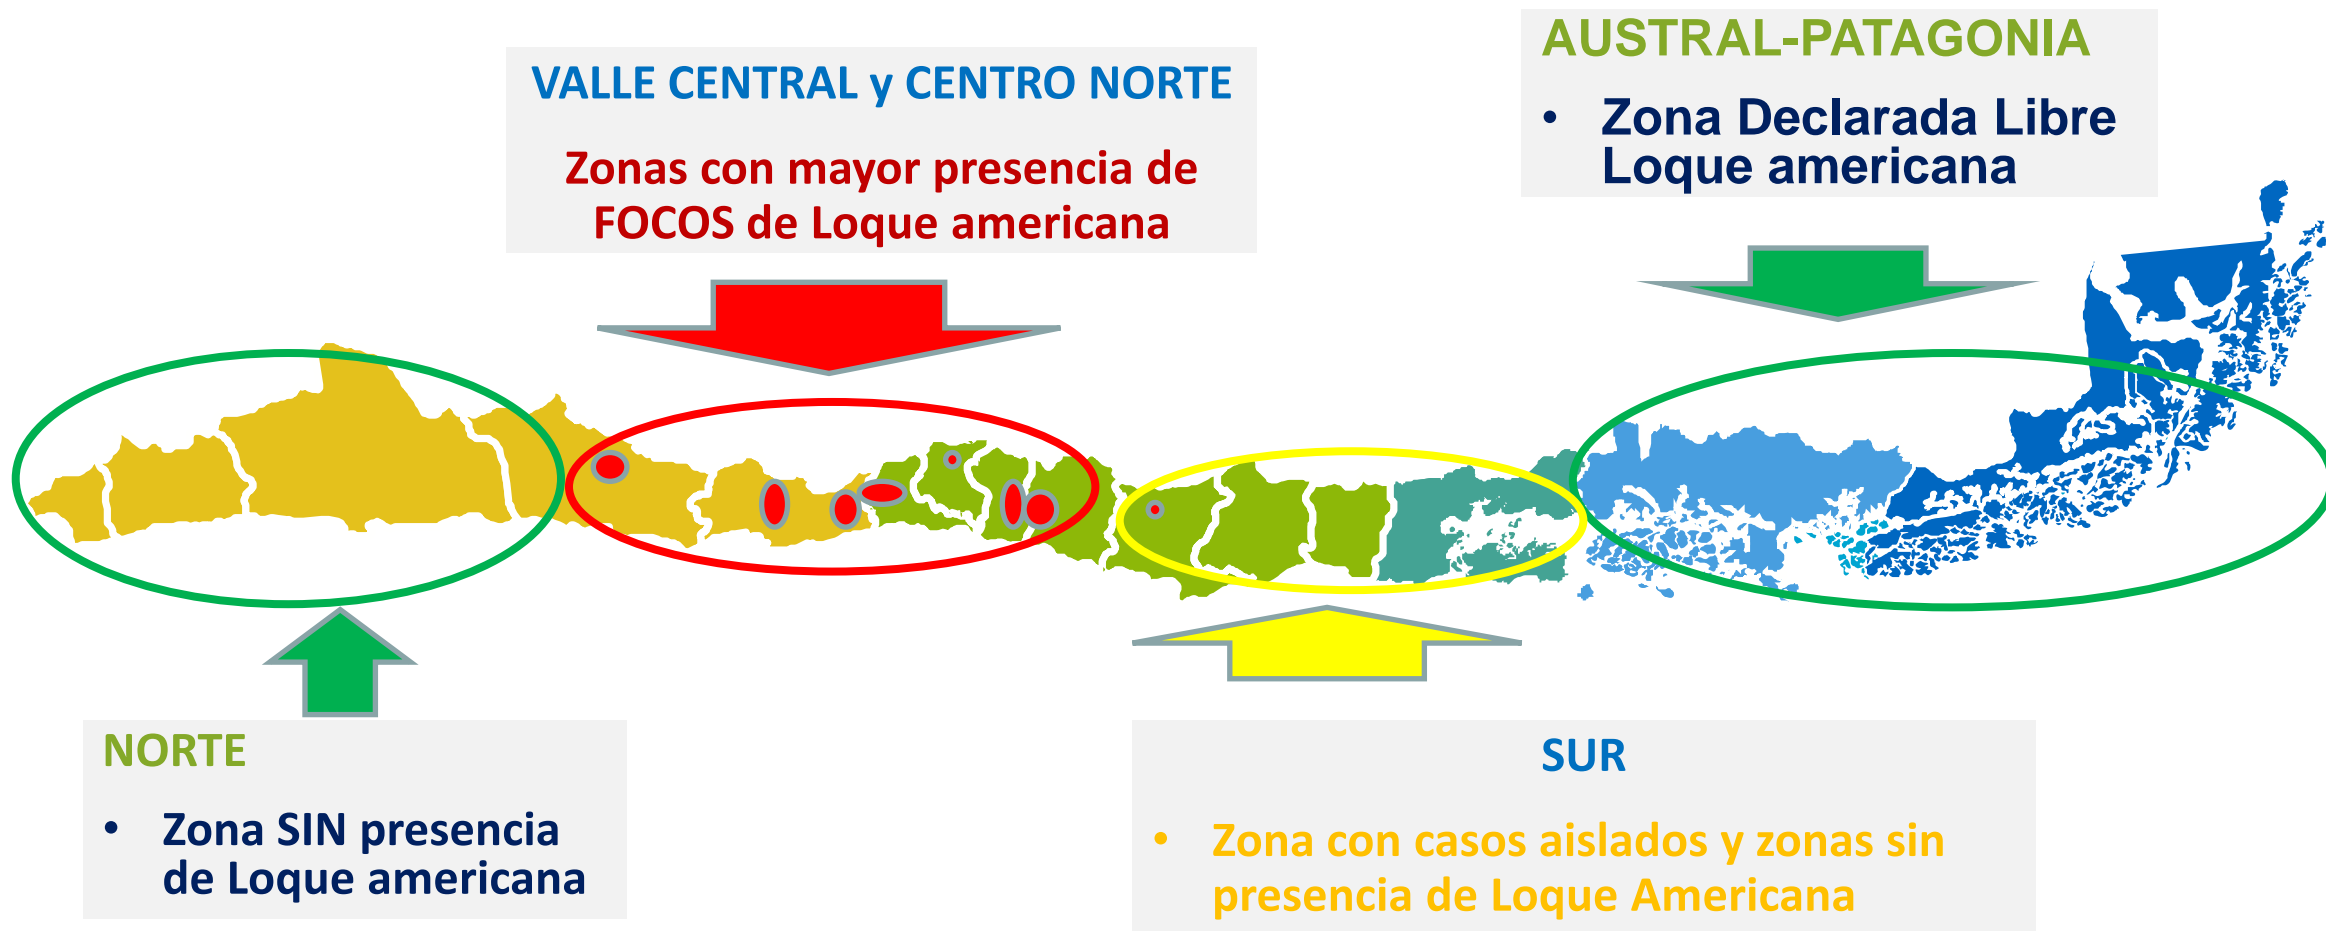 VALLE CENTRAL y CENTRO NORTE
Zonas con mayor presencia de
FOCOS de Loque americana
AUSTRAL-PATAGONIA
• Zona Declarada Libre
Loque americana
NORTE
• Zona SIN presencia
de Loque americana
SUR
• Zona con casos aislados y zonas sin
presencia de Loque Americana